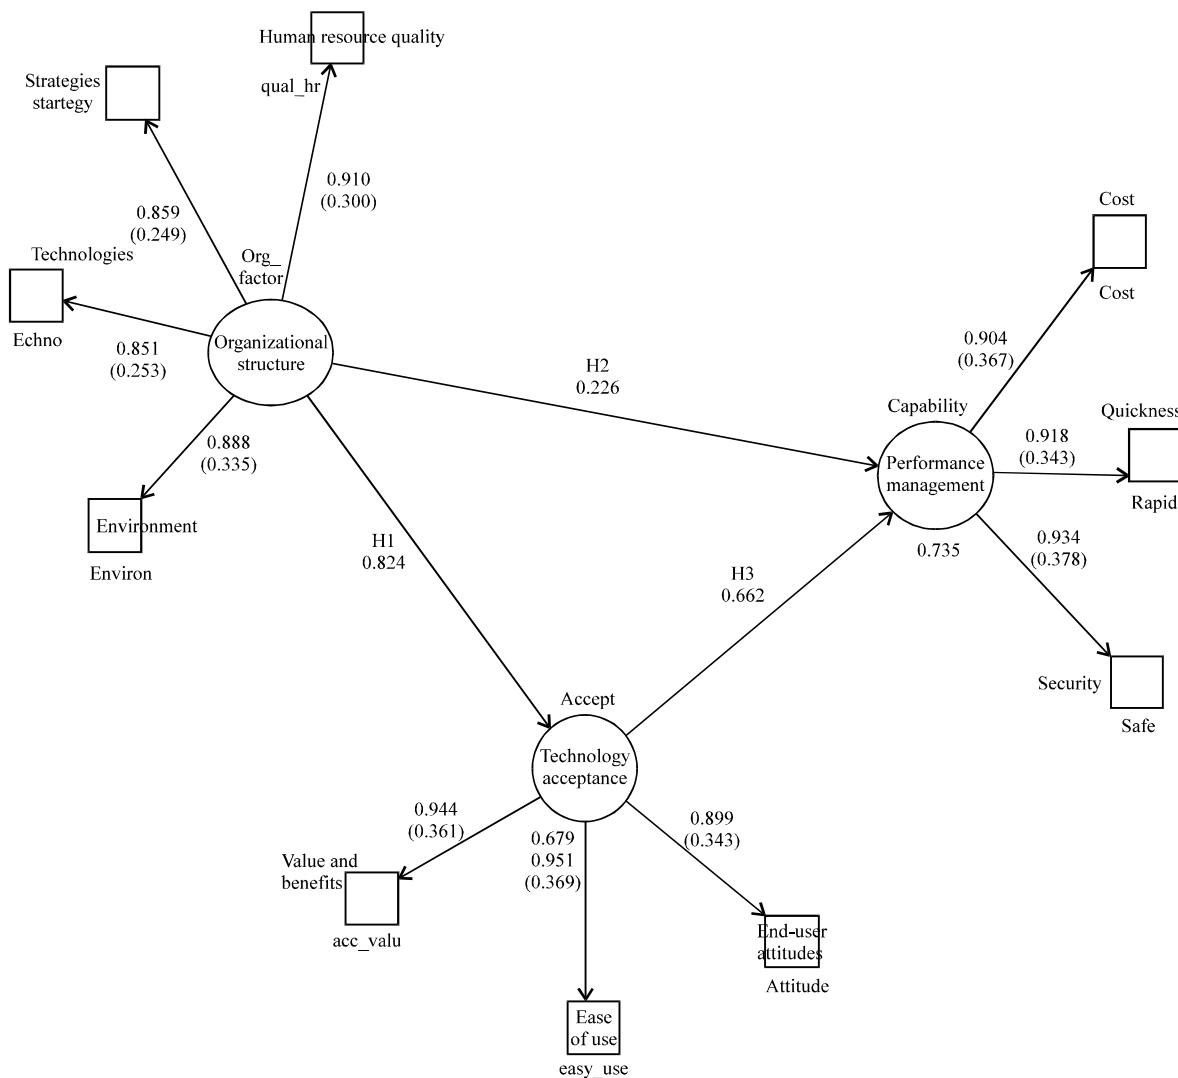 Human resource quality
qual_hr
Strategies
startegy
0.910
(0.300)
0.859
(0.249)
Technologies
Org_
factor
Echno
Organizational
structure
0.851
(0.253)
0.888
(0.335)
Environment
Environ
H2
0.226
H1
0.824
Cost
Cost
0.904
(0.367)
Capability
Quickness
0.918
(0.343)
Performance
management
Rapid
0.735
0.934
(0.378)
H3
0.662
Security
Safe
Accept
Technology
acceptance
0.944
(0.361)
0.679
0.951
(0.369)
0.899
(0.343)
Value and
benefits
acc_valu
End-user
attitudes
Attitude
Ease
of use
easy_use